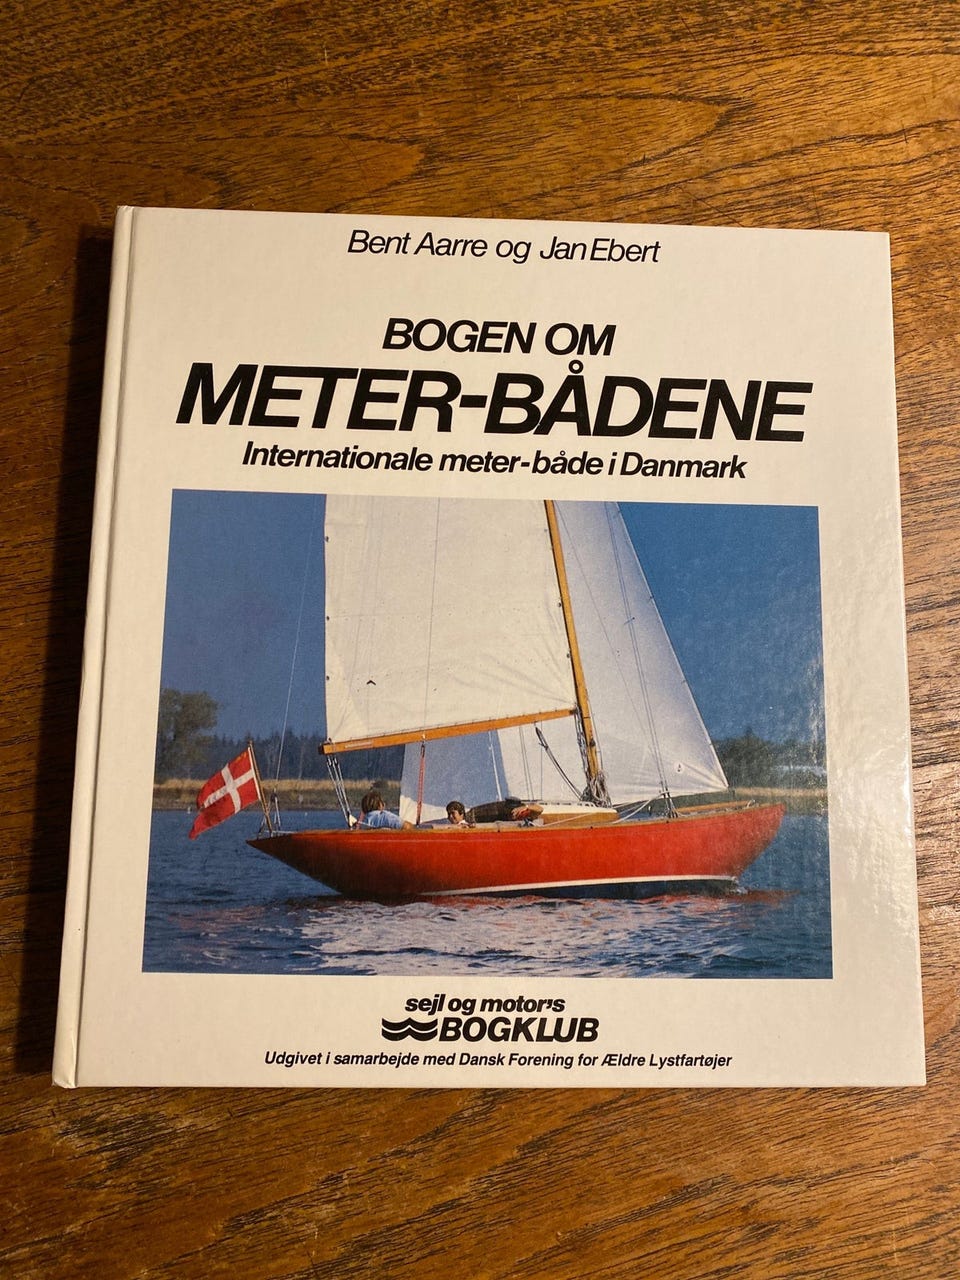 Bent Aarre og Jan Ebert
BOGEN OM
METER-BÅDENE
Internationale meter-både i Danmark
sejl og motor's
BOGKLUB
Udgivet i samarbejde med Dansk Forening for Ældre Lystfartøjer